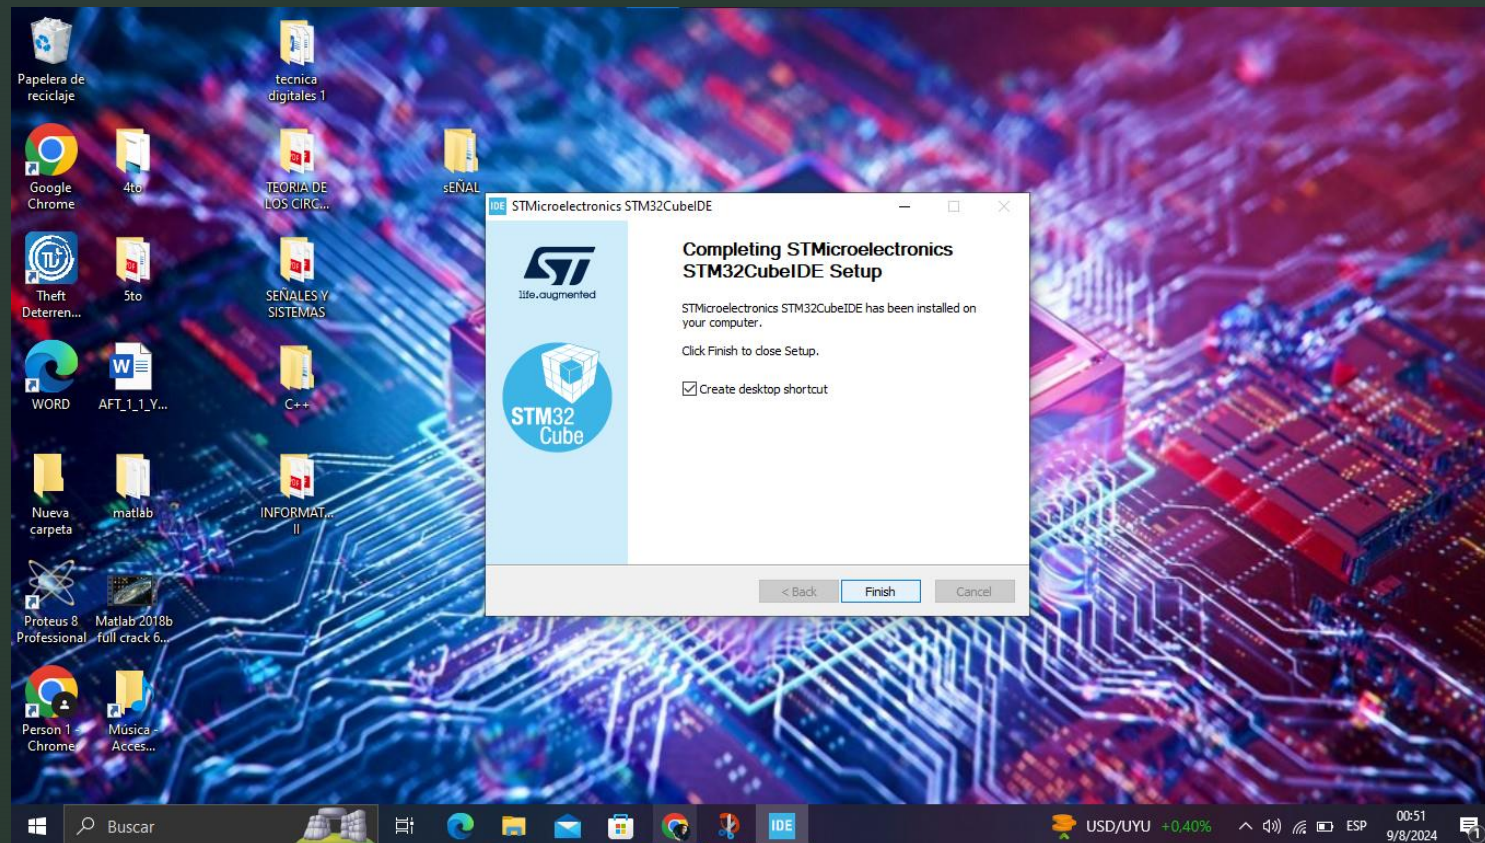 Papelera de
reciclaje
tecnica
digitales 1
Google
Chrome
4to
TEORIA DE
LOS CIRC...
sEÑAL
Theft
Deterren...
5to
SEÑALES Y
SISTEMAS
WORD
AFT_1_1_Y...
C++
Nueva
carpeta
matlab
INFORMAT...
II
Proteus 8
Professional
Matlab 2018b
full crack 6...
Person 1 -
Chrome
Música -
Acces...
IDE STMicroelectronics STM32CubeIDE
ST
life.augmented
STM32
Cube
Completing STMicroelectronics
STM32CubeIDE Setup
STMicroelectronics STM32CubeIDE has been installed on
your computer.
Click Finish to close Setup.
Create desktop shortcut
< Back Finish Cancel
Buscar
IDE
USD/UYU +0,40%
ESP
00:51
9/8/2024
1